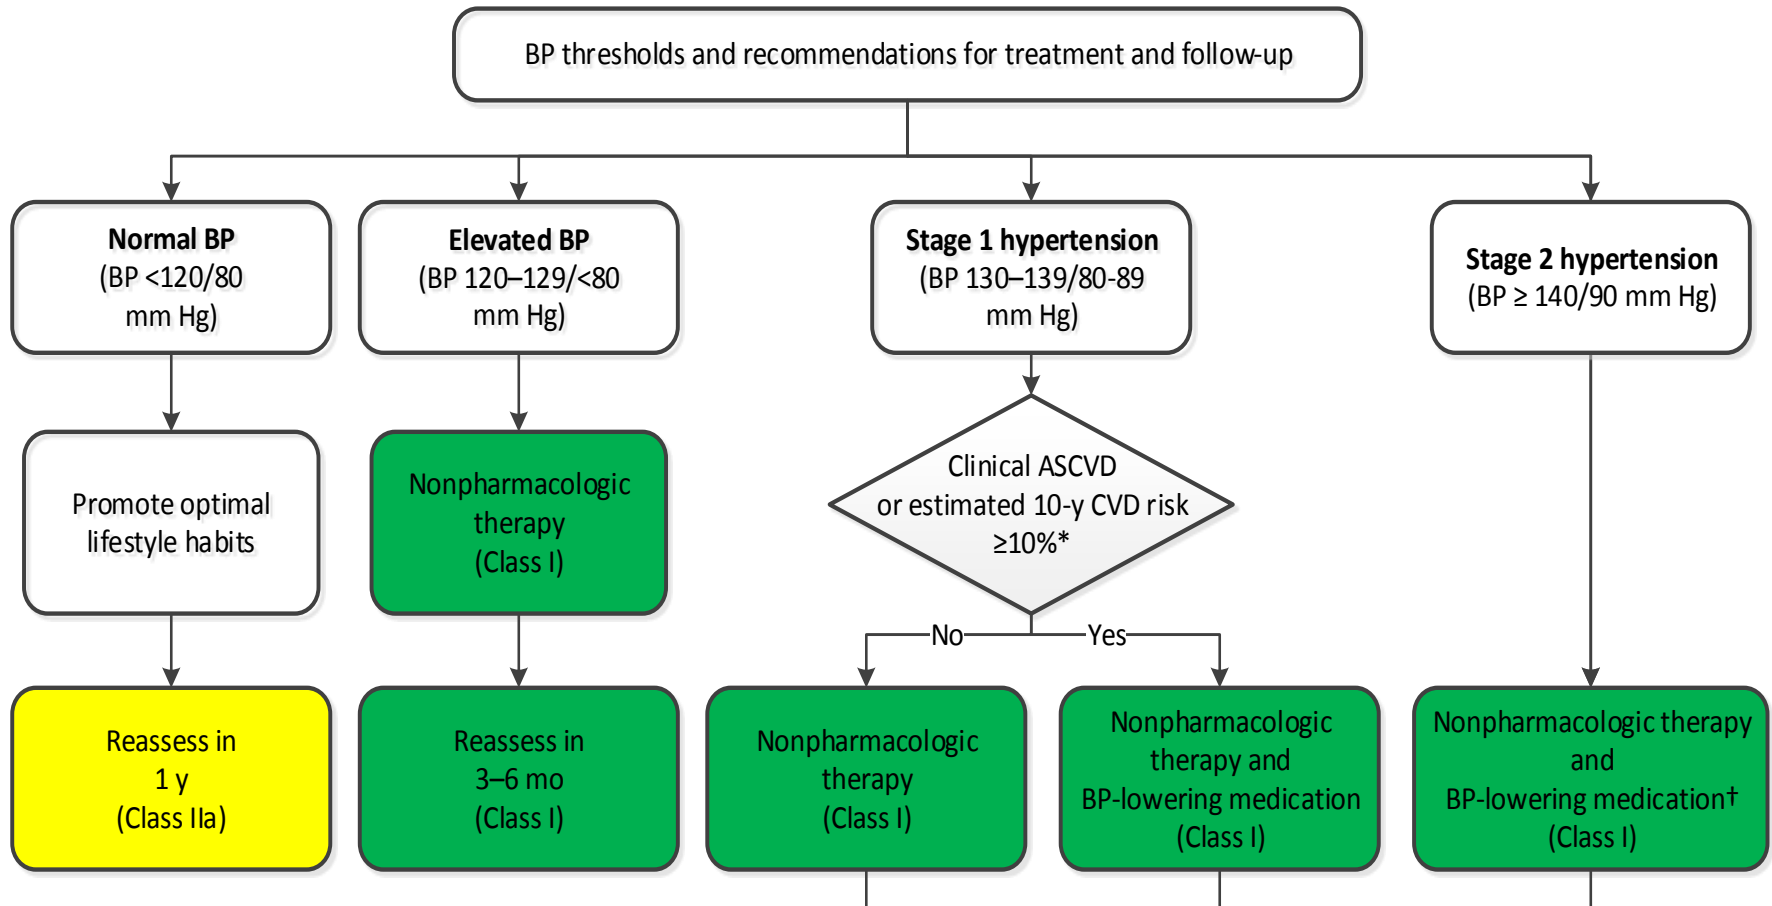 BP thresholds and recommendations for treatment and follow-up
Normal BP
(BP <120/80
mm Hg)
Elevated BP
(BP 120–129/<80
mm Hg)
Stage 1 hypertension
(BP 130–139/80-89
mm Hg)
Stage 2 hypertension
(BP ≥ 140/90 mm Hg)
Promote optimal
lifestyle habits
Nonpharmacologic
therapy
(Class I)
Clinical ASCVD
or estimated 10-y CVD risk
≥10%*
No
Yes
Reassess in
1 y
(Class IIa)
Reassess in
3–6 mo
(Class I)
Nonpharmacologic
therapy
(Class I)
Nonpharmacologic
therapy and
BP-lowering medication
(Class I)
Nonpharmacologic therapy
and
BP-lowering medication†
(Class I)